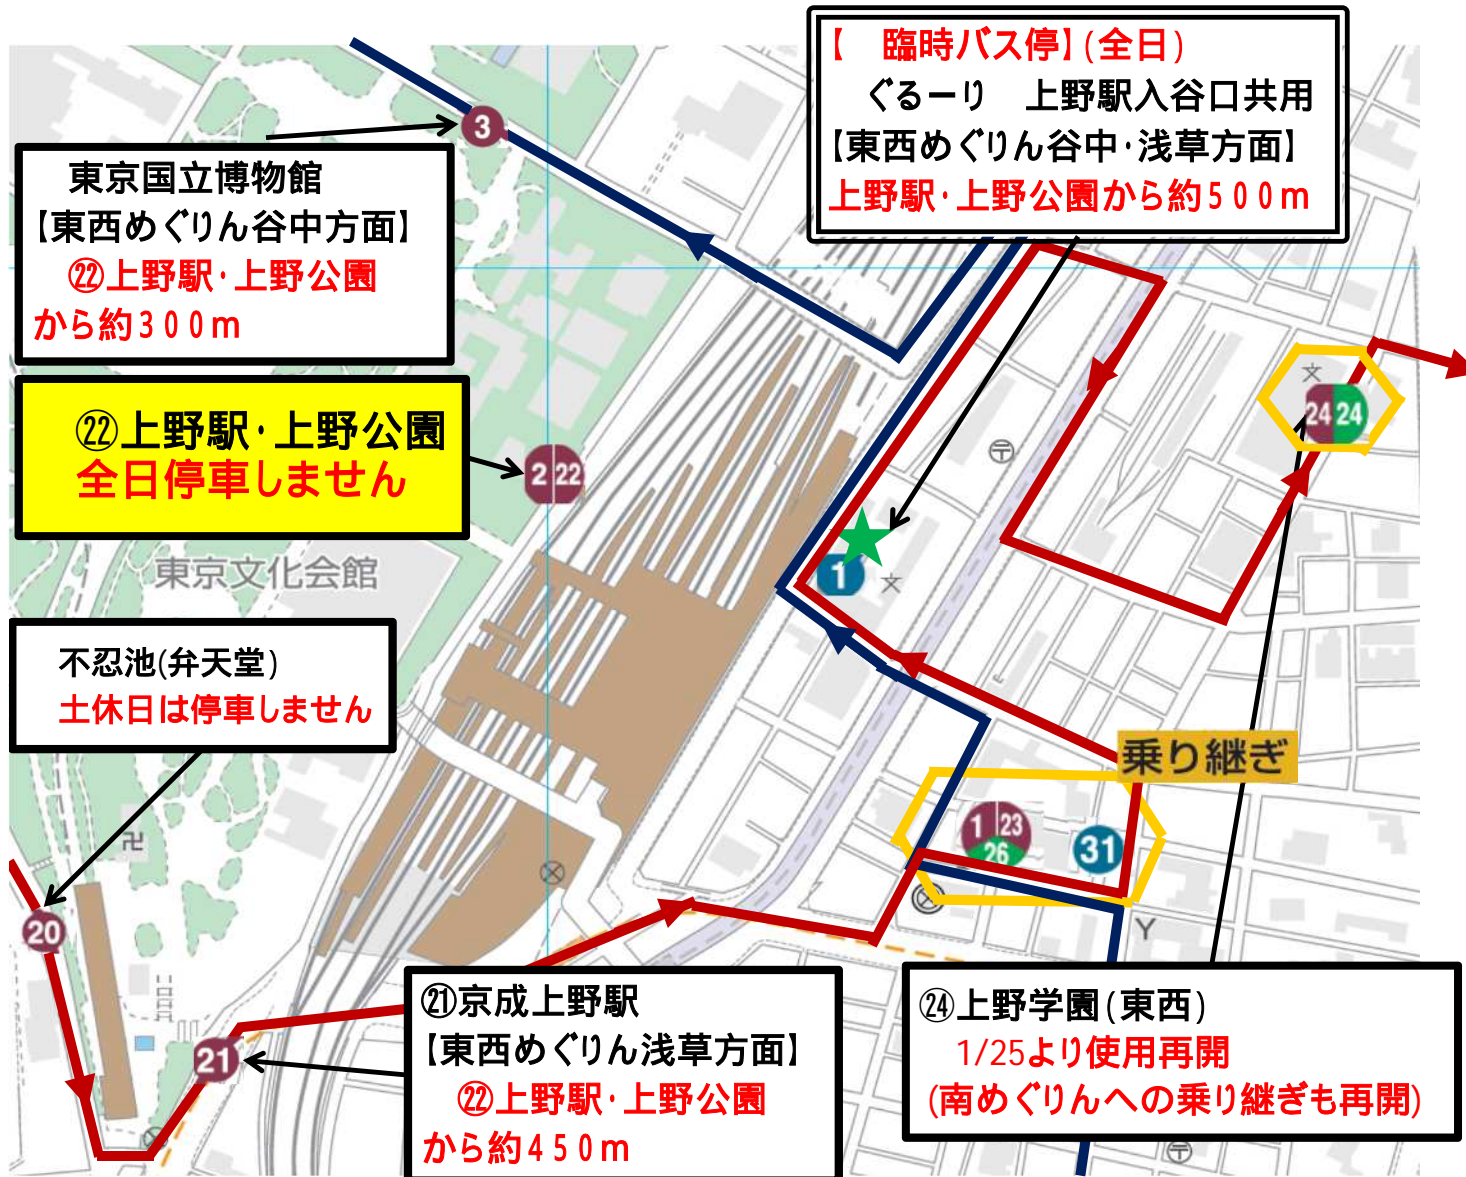 【　臨時バス停】(全日)
ぐるーり　上野駅入谷口共用
【東西めぐりん谷中･浅草方面】
上野駅･上野公園から約500m
3
東京国立博物館
【東西めぐりん谷中方面】
㉒上野駅･上野公園
から約300m
㉒上野駅･上野公園
全日停車しません
2 22
24 24
文
〒
東京文化会館
1
文
不忍池(弁天堂)
土休日は停車しません
乗り継ぎ
卍
1 23
26
31
20
Y
21
㉑京成上野駅
【東西めぐりん浅草方面】
㉒上野駅･上野公園
から約450m
㉔上野学園(東西)
1/25より使用再開
(南めぐりんへの乗り継ぎも再開)
〒